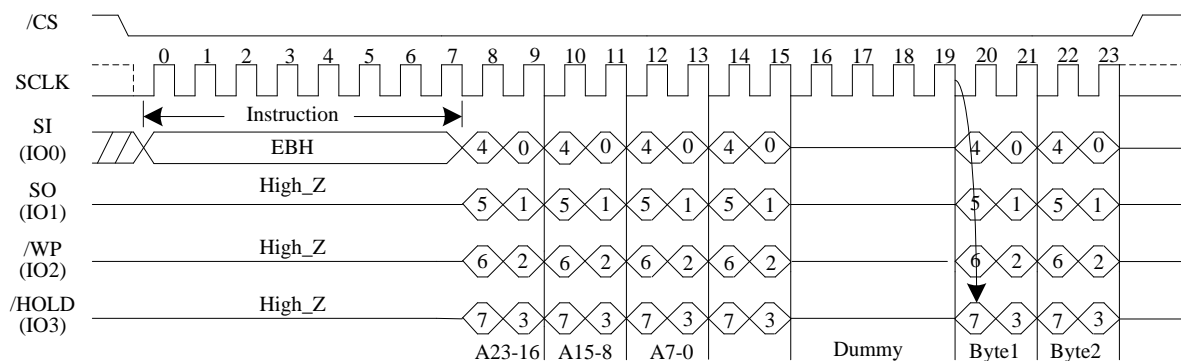 /CS
0 1 2 3 4 5 6 7 8 9 10 11 12 13 14 15 16 17 18 19 20 21 22 23
SCLK
Instruction
SI
(IO0)
EBH
4 0 4 0 4 0 4 0 4 0 4 0
SO
(IO1)
High_Z
5 1 5 1 5 1 5 1 5 1 5 1
/WP
(IO2)
High_Z
6 2 6 2 6 2 6 2 6 2 6 2
/HOLD
(IO3)
High_Z
7 3 7 3 7 3 7 3 7 3 7 3
A23-16 A15-8 A7-0 Dummy Byte1 Byte2